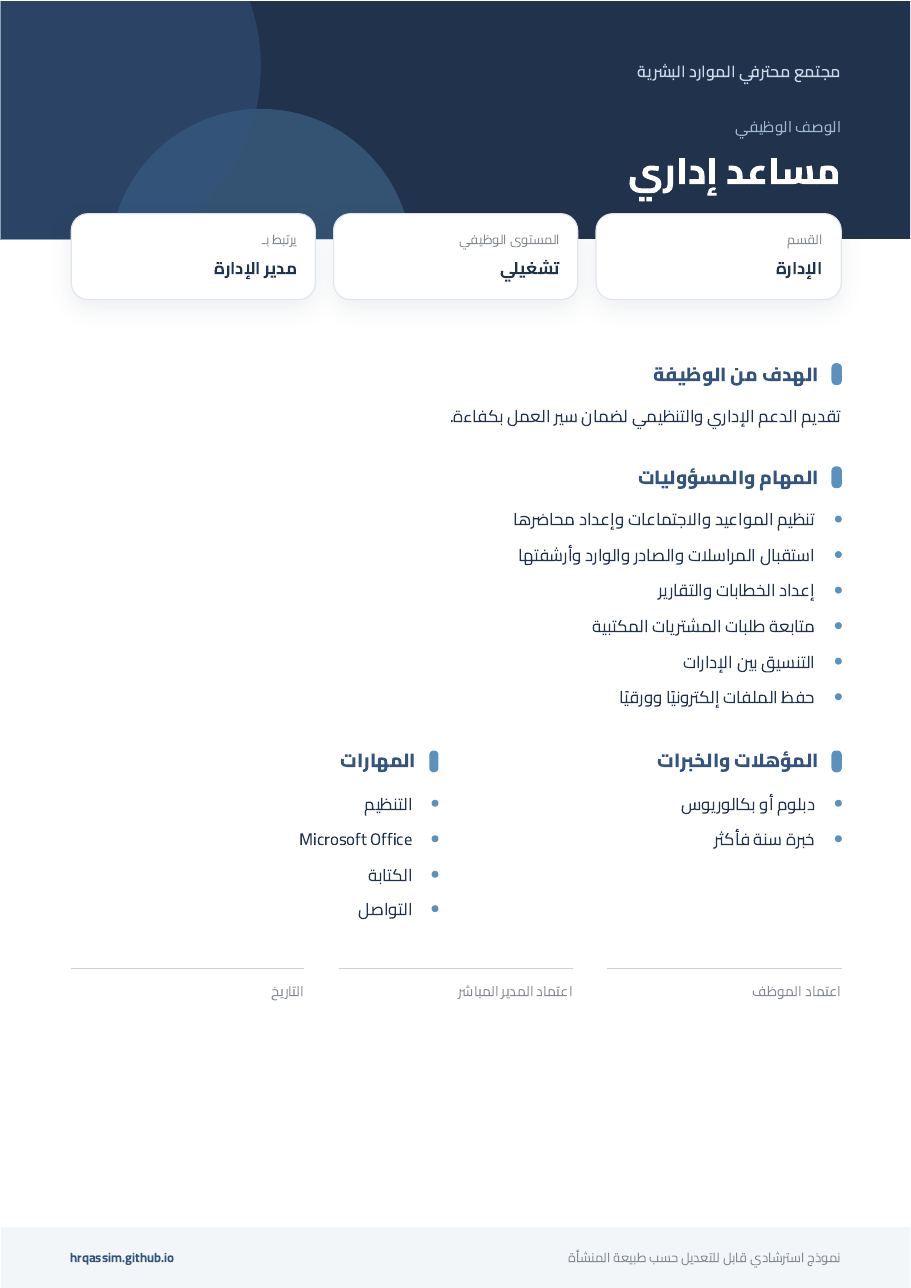 مجتمع محترفي الموارد البشرية
الوصف الوظيفي
مساعد إداري
القسم
الإدارة
المستوى الوظيفي
تشغيلي
يرتبط بـ
مدير الإدارة
الهدف من الوظيفة
تقديم الدعم الإداري والتنظيمي لضمان سير العمل بكفاءة.
المهام والمسؤوليات
تنظيم المواعيد والاجتماعات وإعداد محاضرها
استقبال المراسلات والصادر والوارد وأرشفتها
إعداد الخطابات والتقارير
متابعة طلبات المشتريات المكتبية
التنسيق بين الإدارات
حفظ الملفات إلكترونيًا وورقيًا
المؤهلات والخبرات
دبلوم أو بكالوريوس
خبرة سنة فأكثر
المهارات
التنظيم
Microsoft Office
الكتابة
التواصل
اعتماد الموظف
اعتماد المدير المباشر
التاريخ
نموذج استرشادي قابل للتعديل حسب طبيعة المنشأة
hrqassim.github.io